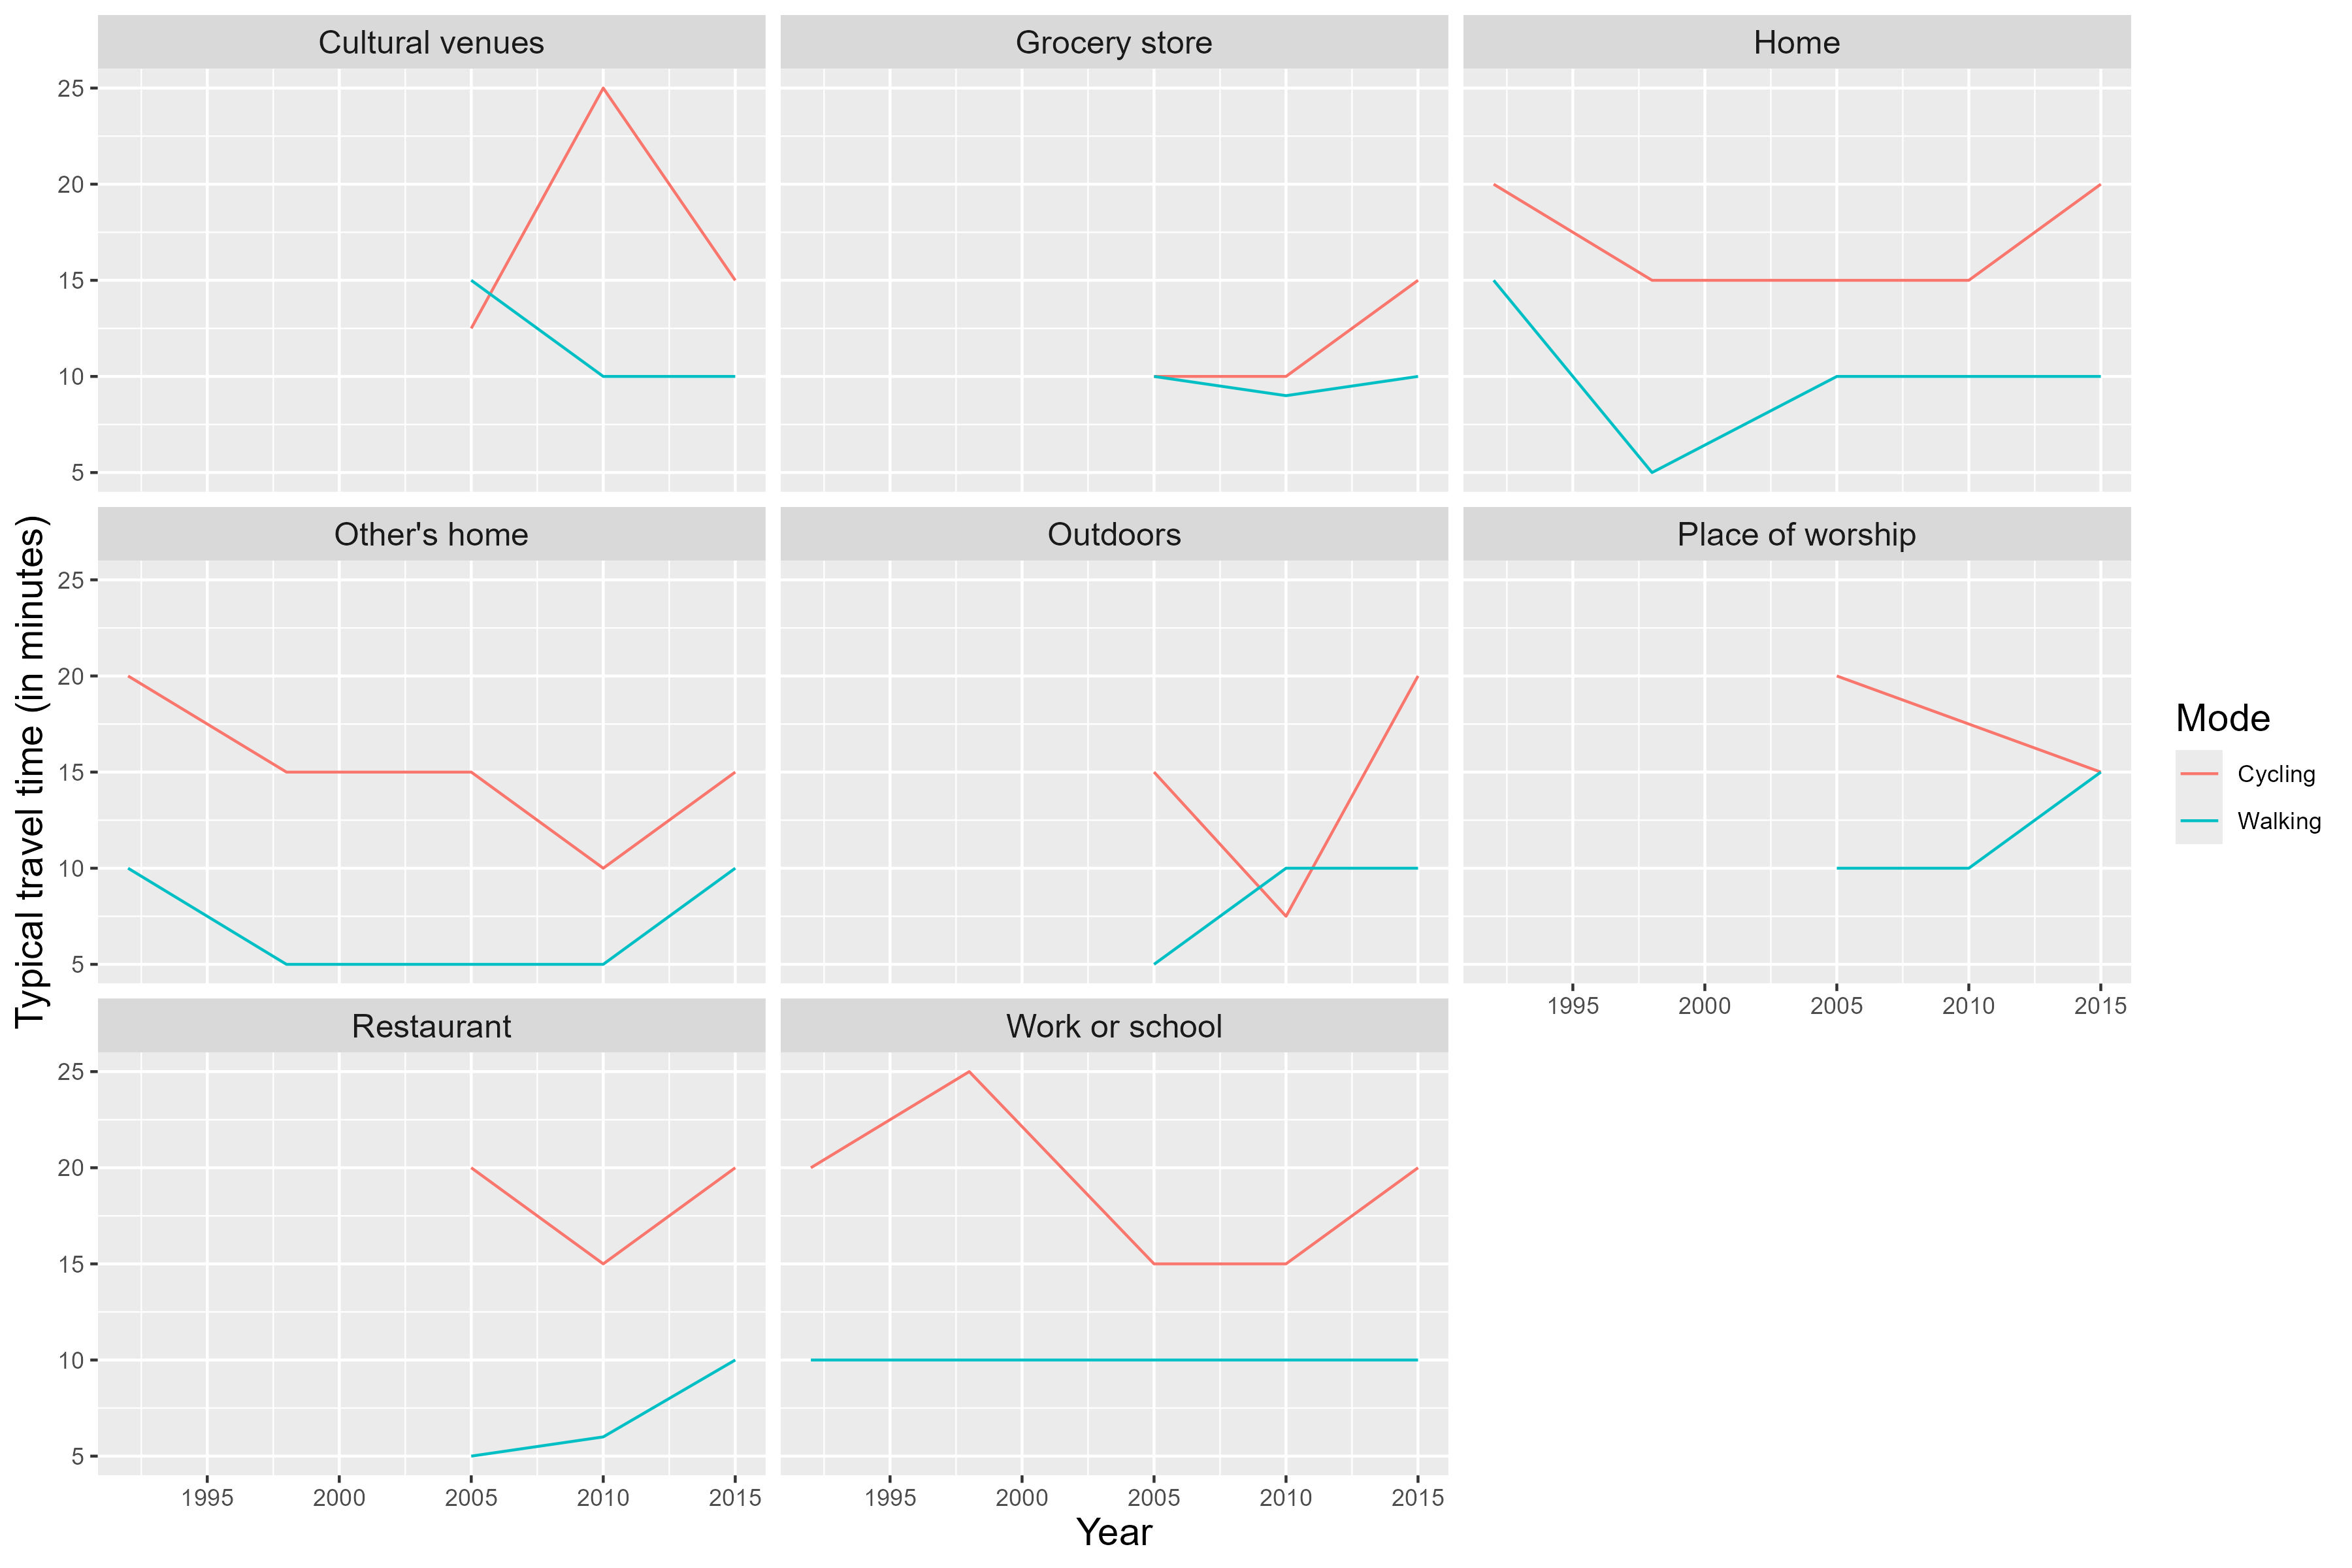 Cultural venues
Grocery store
Home
25
20
15
10
5
Other's home
Outdoors
Place of worship
25
20
15
10
5
1995 2000 2005 2010 2015
Restaurant
Work or school
25
20
15
10
5
1995 2000 2005 2010 2015
1995 2000 2005 2010 2015
Year
Typical travel time (in minutes)
Mode
Cycling
Walking